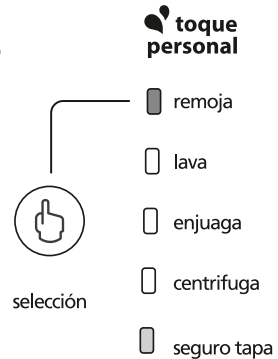 toque
personal
remoja
lava
enjuaga
centrifuga
selección
seguro tapa